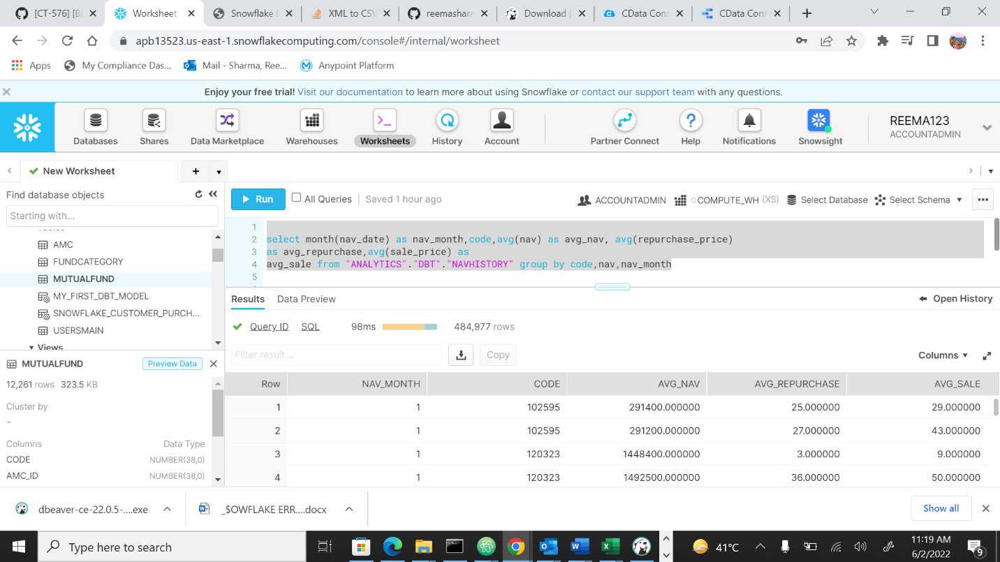 [CT-576] [Bu
Worksheet
Snowflake F
XML to CSV
reemasharn
Download |
CData Conn
CData Conn
apb13523.us-east-1.snowflakecomputing.com/console#/internal/worksheet
Apps
My Compliance Das...
Mail - Sharma, Ree...
Anypoint Platform
Enjoy your free trial! Visit our documentation to learn more about using Snowflake or contact our support team with any questions.
Databases
Shares
Data Marketplace
Warehouses
Worksheets
History
Account
Partner Connect
Help
Notifications
Snowsight
REEMA123
ACCOUNTADMIN
New Worksheet
Find database objects
Starting with...
Run
All Queries
Saved 1 hour ago
ACCOUNTADMIN
COMPUTE_WH (XS)
Select Database
Select Schema
Tables
AMC
FUNDCATEGORY
MUTUALFUND
MY_FIRST_DBT_MODEL
SNOWFLAKE_CUSTOMER_PURCH...
USERSMAIN
Views
1
2 select month(nav_date) as nav_month,code,avg(nav) as avg_nav, avg(repurchase_price)
3 as avg_repurchase,avg(sale_price) as
4 avg_sale from "ANALYTICS"."DBT"."NAVHISTORY" group by code,nav,nav_month
5
Results
Data Preview
Open History
Query ID
SQL
98ms
484,977 rows
Filter result...
Copy
Columns
MUTUALFUND
Preview Data
12,261 rows 323.5 KB
Cluster by
-
Columns Data Type
CODE NUMBER(38,0)
AMC_ID NUMBER(38,0)
Row NAV_MONTH CODE AVG_NAV AVG_REPURCHASE AVG_SALE
1 1 102595 291400.000000 25.000000 29.000000
2 1 102595 291200.000000 27.000000 43.000000
3 1 120323 1448400.000000 3.000000 9.000000
4 1 120323 1492500.000000 36.000000 50.000000
dbeaver-ce-22.0.5-....exe
_$OWFLAKE ERR....docx
Show all
Type here to search
41°C
11:19 AM
6/2/2022
9